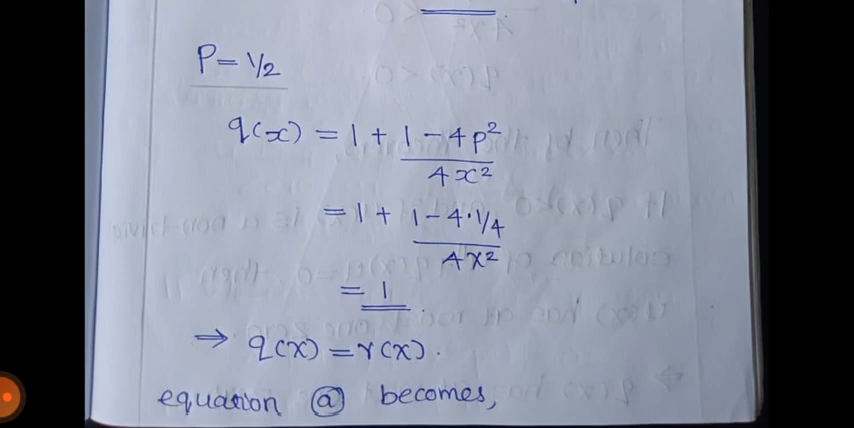 P = 1/2
q(x) = 1 + (1 - 4p²)/(4x²)
= 1 + (1 - 4·1/4)/(4x²)
= 1.
⇒ q(x) = r(x).
equation ⓐ becomes,